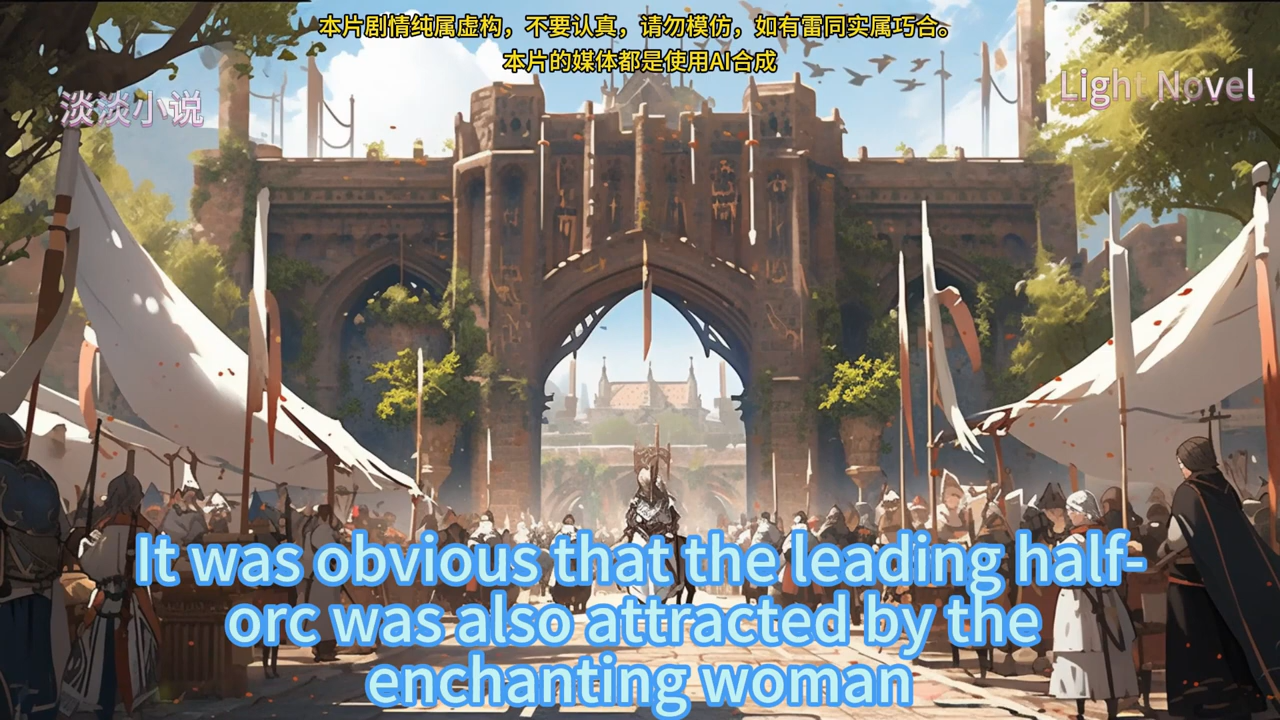 本片剧情纯属虚构，不要认真，请勿模仿，如有雷同实属巧合。
本片的媒体都是使用AI合成
淡淡小说
Light Novel
It was obvious that the leading half-
orc was also attracted by the
enchanting woman